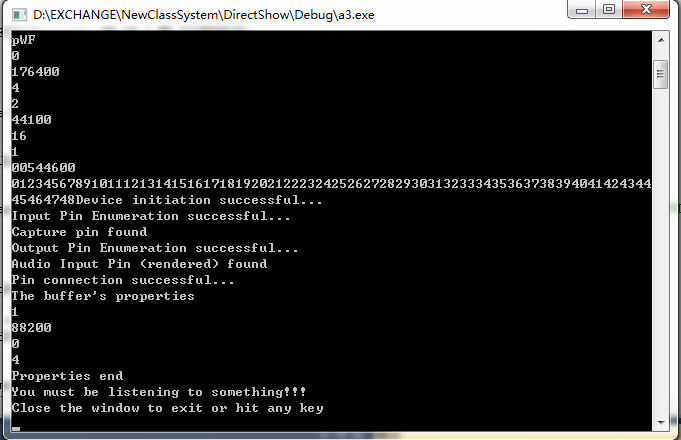 D:\EXCHANGE\NewClassSystem\DirectShow\Debug\a3.exe
pWF
0
176400
4
2
44100
16
1
00544600
01234567891011121314151617181920212223242526272829303132333435363738394041424344
45464748Device initiation successful...
Input Pin Enumeration successful...
Capture pin found
Output Pin Enumeration successful...
Audio Input Pin (rendered) found
Pin connection successful...
The buffer's properties
1
88200
0
4
Properties end
You must be listening to something!!!
Close the window to exit or hit any key